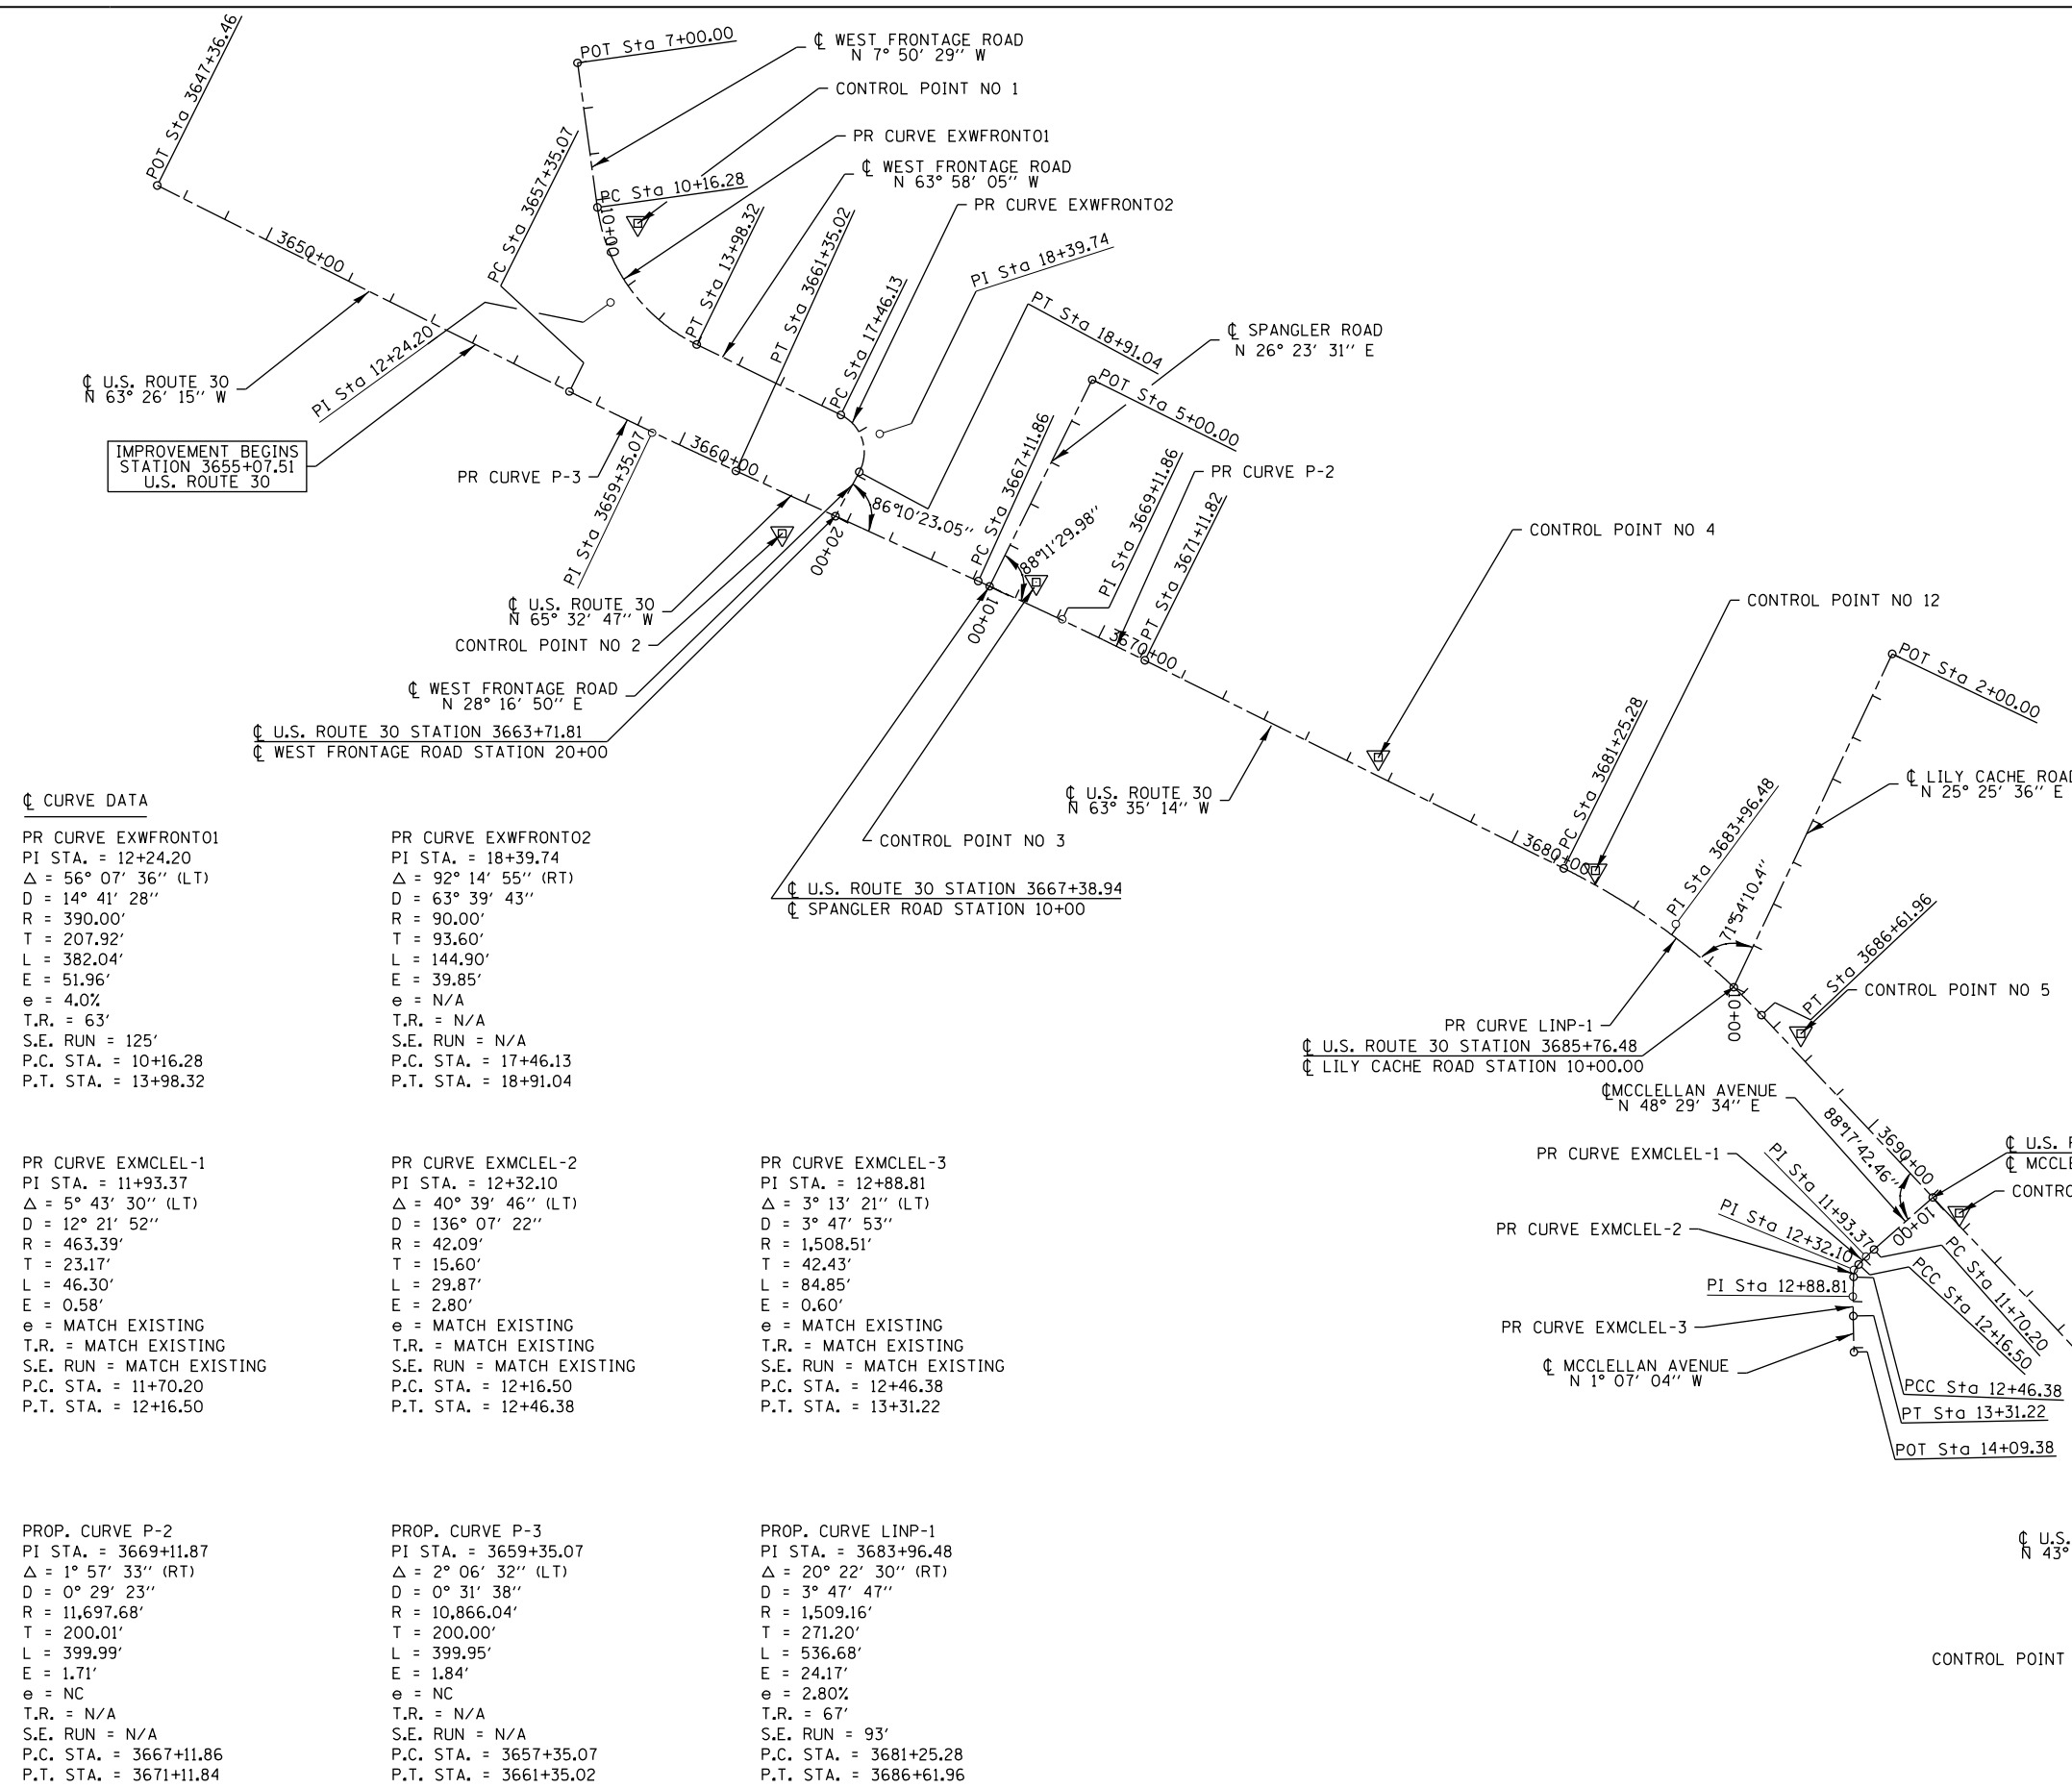 POT Sta 3647+36.46
POT Sta 7+00.00
℄ WEST FRONTAGE ROAD
N 7° 50′ 29″ W
CONTROL POINT NO 1
PR CURVE EXWFRONT01
℄ WEST FRONTAGE ROAD
N 63° 58′ 05″ W
PR CURVE EXWFRONT02
PC Sta 3657+35.07
PC Sta 10+16.28
10+00
3650+00
PT Sta 13+98.32
PT Sta 3661+35.02
PC Sta 17+46.13
PI Sta 18+39.74
PT Sta 18+91.04
℄ SPANGLER ROAD
N 26° 23′ 31″ E
POT Sta 5+00.00
PI Sta 12+24.20
℄ U.S. ROUTE 30
N 63° 26′ 15″ W
IMPROVEMENT BEGINS
STATION 3655+07.51
U.S. ROUTE 30
PR CURVE P-3
PI Sta 3659+35.07
3660+00
86°10′23.05″
20+00
PC Sta 3667+11.86
88°11′29.98″
PI Sta 3669+11.86
PT Sta 3671+11.82
PR CURVE P-2
CONTROL POINT NO 4
CONTROL POINT NO 12
℄ U.S. ROUTE 30
N 65° 32′ 47″ W
CONTROL POINT NO 2
10+00
3670+00
℄ WEST FRONTAGE ROAD
N 28° 16′ 50″ E
℄ U.S. ROUTE 30 STATION 3663+71.81
℄ WEST FRONTAGE ROAD STATION 20+00
POT Sta 2+00.00
PC Sta 3681+25.28
℄ LILY CACHE ROAD
N 25° 25′ 36″ E
℄ U.S. ROUTE 30
N 63° 35′ 14″ W
CONTROL POINT NO 3
3680+00
PI Sta 3683+96.48
℄ U.S. ROUTE 30 STATION 3667+38.94
℄ SPANGLER ROAD STATION 10+00
71°54′10.4″
PT Sta 3686+61.96
CONTROL POINT NO 5
10+00
PR CURVE LINP-1
℄ U.S. ROUTE 30 STATION 3685+76.48
℄ LILY CACHE ROAD STATION 10+00.00
℄MCCLELLAN AVENUE
N 48° 29′ 34″ E
88°17′42.46″
3690+00
℄ U.S.
℄
PR CURVE EXMCLEL-1
PI Sta 11+93.37
10+00
PR CURVE EXMCLEL-2
PI Sta 12+32.10
PC Sta 11+70.20
PCC Sta 12+16.50
PI Sta 12+88.81
PR CURVE EXMCLEL-3
℄ MCCLELLAN AVENUE
N 1° 07′ 04″ W
PCC Sta 12+46.38
PT Sta 13+31.22
POT Sta 14+09.38
℄ U.S.
N 43°
CONTROL POINT
℄ CURVE DATA
PR CURVE EXWFRONT01
PI STA. = 12+24.20
△ = 56° 07′ 36″ (LT)
D = 14° 41′ 28″
R = 390.00′
T = 207.92′
L = 382.04′
E = 51.96′
e = 4.0%
T.R. = 63′
S.E. RUN = 125′
P.C. STA. = 10+16.28
P.T. STA. = 13+98.32
PR CURVE EXWFRONT02
PI STA. = 18+39.74
△ = 92° 14′ 55″ (RT)
D = 63° 39′ 43″
R = 90.00′
T = 93.60′
L = 144.90′
E = 39.85′
e = N/A
T.R. = N/A
S.E. RUN = N/A
P.C. STA. = 17+46.13
P.T. STA. = 18+91.04
PR CURVE EXMCLEL-1
PI STA. = 11+93.37
△ = 5° 43′ 30″ (LT)
D = 12° 21′ 52″
R = 463.39′
T = 23.17′
L = 46.30′
E = 0.58′
e = MATCH EXISTING
T.R. = MATCH EXISTING
S.E. RUN = MATCH EXISTING
P.C. STA. = 11+70.20
P.T. STA. = 12+16.50
PR CURVE EXMCLEL-2
PI STA. = 12+32.10
△ = 40° 39′ 46″ (LT)
D = 136° 07′ 22″
R = 42.09′
T = 15.60′
L = 29.87′
E = 2.80′
e = MATCH EXISTING
T.R. = MATCH EXISTING
S.E. RUN = MATCH EXISTING
P.C. STA. = 12+16.50
P.T. STA. = 12+46.38
PR CURVE EXMCLEL-3
PI STA. = 12+88.81
△ = 3° 13′ 21″ (LT)
D = 3° 47′ 53″
R = 1,508.51′
T = 42.43′
L = 84.85′
E = 0.60′
e = MATCH EXISTING
T.R. = MATCH EXISTING
S.E. RUN = MATCH EXISTING
P.C. STA. = 12+46.38
P.T. STA. = 13+31.22
PROP. CURVE P-2
PI STA. = 3669+11.87
△ = 1° 57′ 33″ (RT)
D = 0° 29′ 23″
R = 11,697.68′
T = 200.01′
L = 399.99′
E = 1.71′
e = NC
T.R. = N/A
S.E. RUN = N/A
P.C. STA. = 3667+11.86
P.T. STA. = 3671+11.84
PROP. CURVE P-3
PI STA. = 3659+35.07
△ = 2° 06′ 32″ (LT)
D = 0° 31′ 38″
R = 10,866.04′
T = 200.00′
L = 399.95′
E = 1.84′
e = NC
T.R. = N/A
S.E. RUN = N/A
P.C. STA. = 3657+35.07
P.T. STA. = 3661+35.02
PROP. CURVE LINP-1
PI STA. = 3683+96.48
△ = 20° 22′ 30″ (RT)
D = 3° 47′ 47″
R = 1,509.16′
T = 271.20′
L = 536.68′
E = 24.17′
e = 2.80%
T.R. = 67′
S.E. RUN = 93′
P.C. STA. = 3681+25.28
P.T. STA. = 3686+61.96